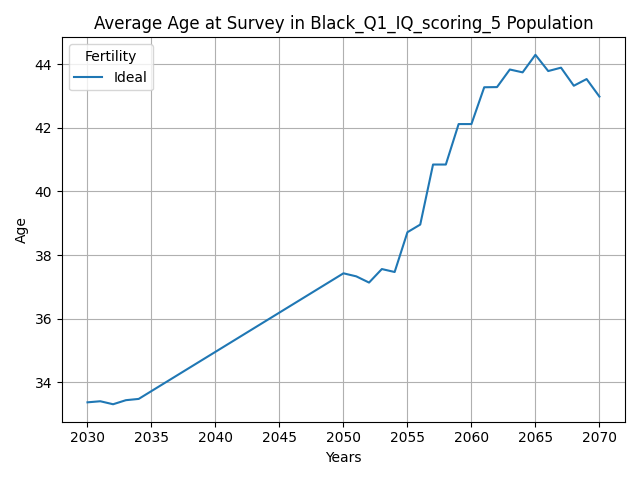 Average Age at Survey in Black_Q1_IQ_scoring_5 Population
Fertility
Ideal
44
42
40
38
36
34
Age
2030 2035 2040 2045 2050 2055 2060 2065 2070
Years